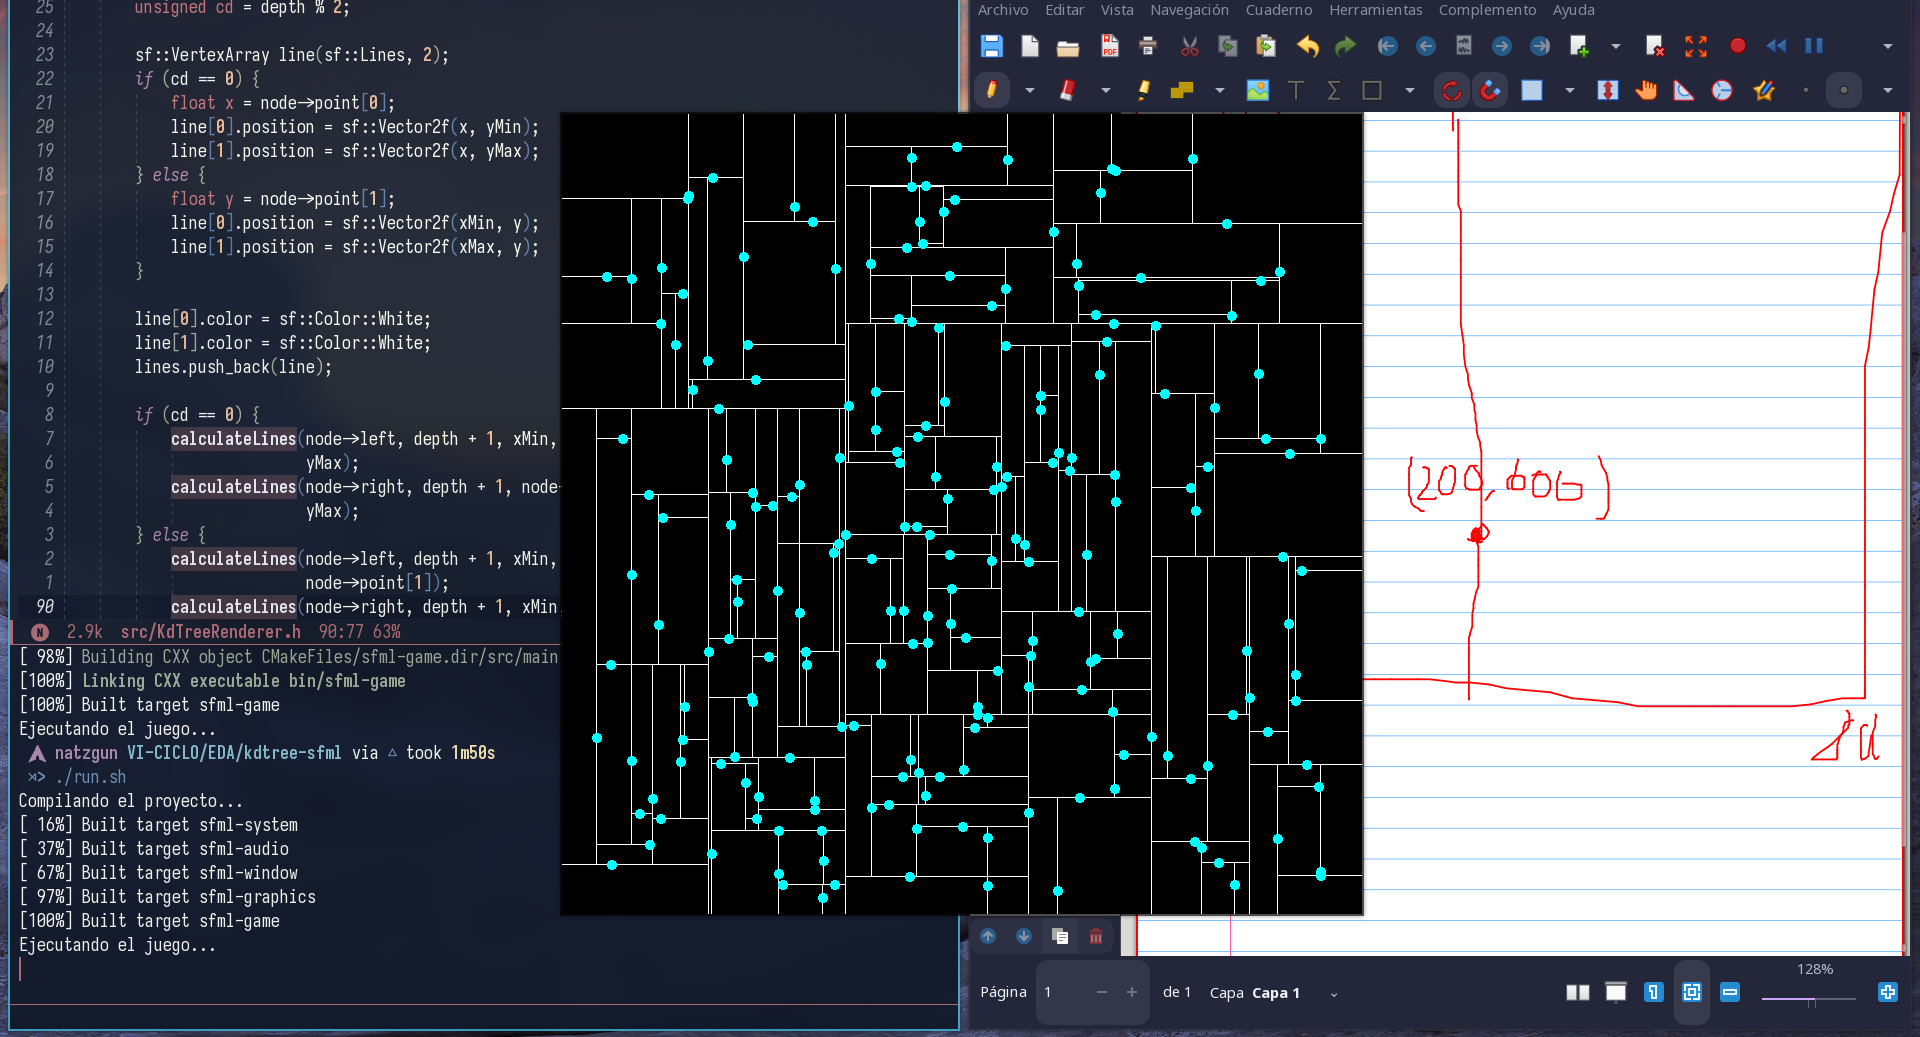 25 unsigned cd = depth % 2;
24
23 sf::VertexArray line(sf::Lines, 2);
22 if (cd == 0) {
21 float x = node->point[0];
20 line[0].position = sf::Vector2f(x, yMin);
19 line[1].position = sf::Vector2f(x, yMax);
18 } else {
17 float y = node->point[1];
16 line[0].position = sf::Vector2f(xMin, y);
15 line[1].position = sf::Vector2f(xMax, y);
14 }
13
12 line[0].color = sf::Color::White;
11 line[1].color = sf::Color::White;
10 lines.push_back(line);
9
8 if (cd == 0) {
7 calculateLines(node->left, depth + 1, xMin,
6 yMax);
5 calculateLines(node->right, depth + 1, node-
4 yMax);
3 } else {
2 calculateLines(node->left, depth + 1, xMin,
1 node->point[1]);
90 calculateLines(node->right, depth + 1, xMin,
N 2.9k src/KdTreeRenderer.h 90:77 63%
[ 98%] Building CXX object CMakeFiles/sfml-game.dir/src/main
[100%] Linking CXX executable bin/sfml-game
[100%] Built target sfml-game
Ejecutando el juego...
natzgun VI-CICLO/EDA/kdtree-sfml via △ took 1m50s
./run.sh
Compilando el proyecto...
[ 16%] Built target sfml-system
[ 37%] Built target sfml-audio
[ 67%] Built target sfml-window
[ 97%] Built target sfml-graphics
[100%] Built target sfml-game
Ejecutando el juego...
Archivo Editar Vista Navegación Cuaderno Herramientas Complemento Ayuda
(200,600)
Página 1 de 1 Capa Capa 1
128%